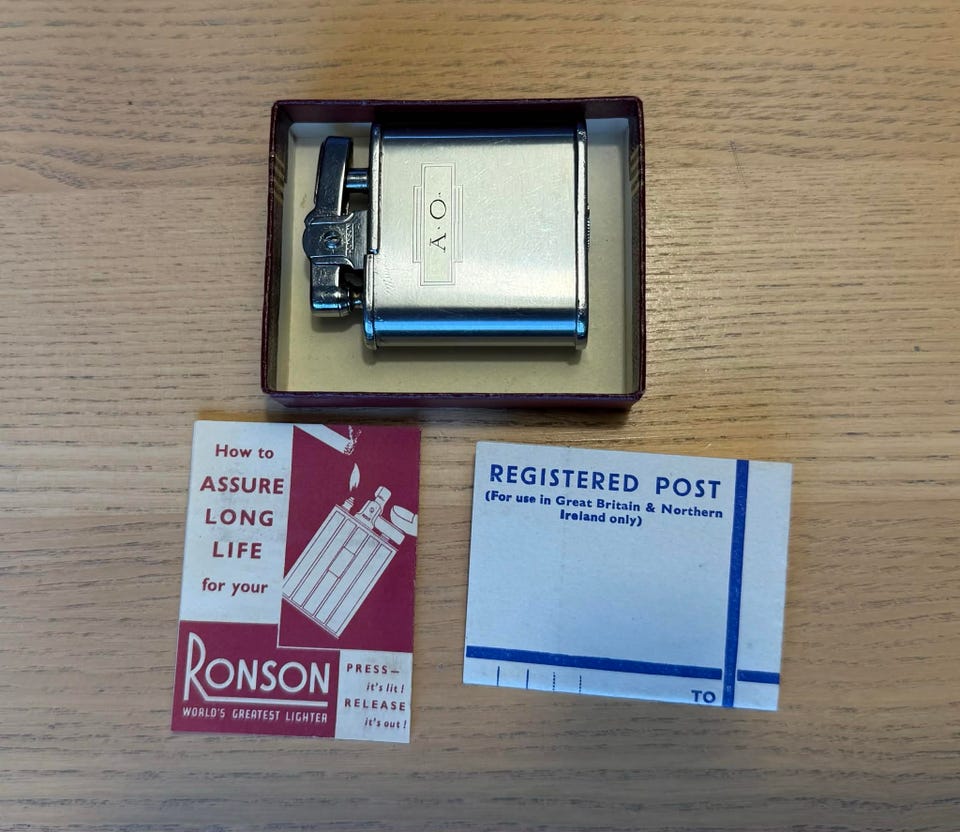 A·O·
How to
ASSURE
LONG
LIFE
for your
RONSON
WORLD'S GREATEST LIGHTER
PRESS—
it's lit!
RELEASE
it's out!
REGISTERED POST
(For use in Great Britain & Northern
Ireland only)
TO